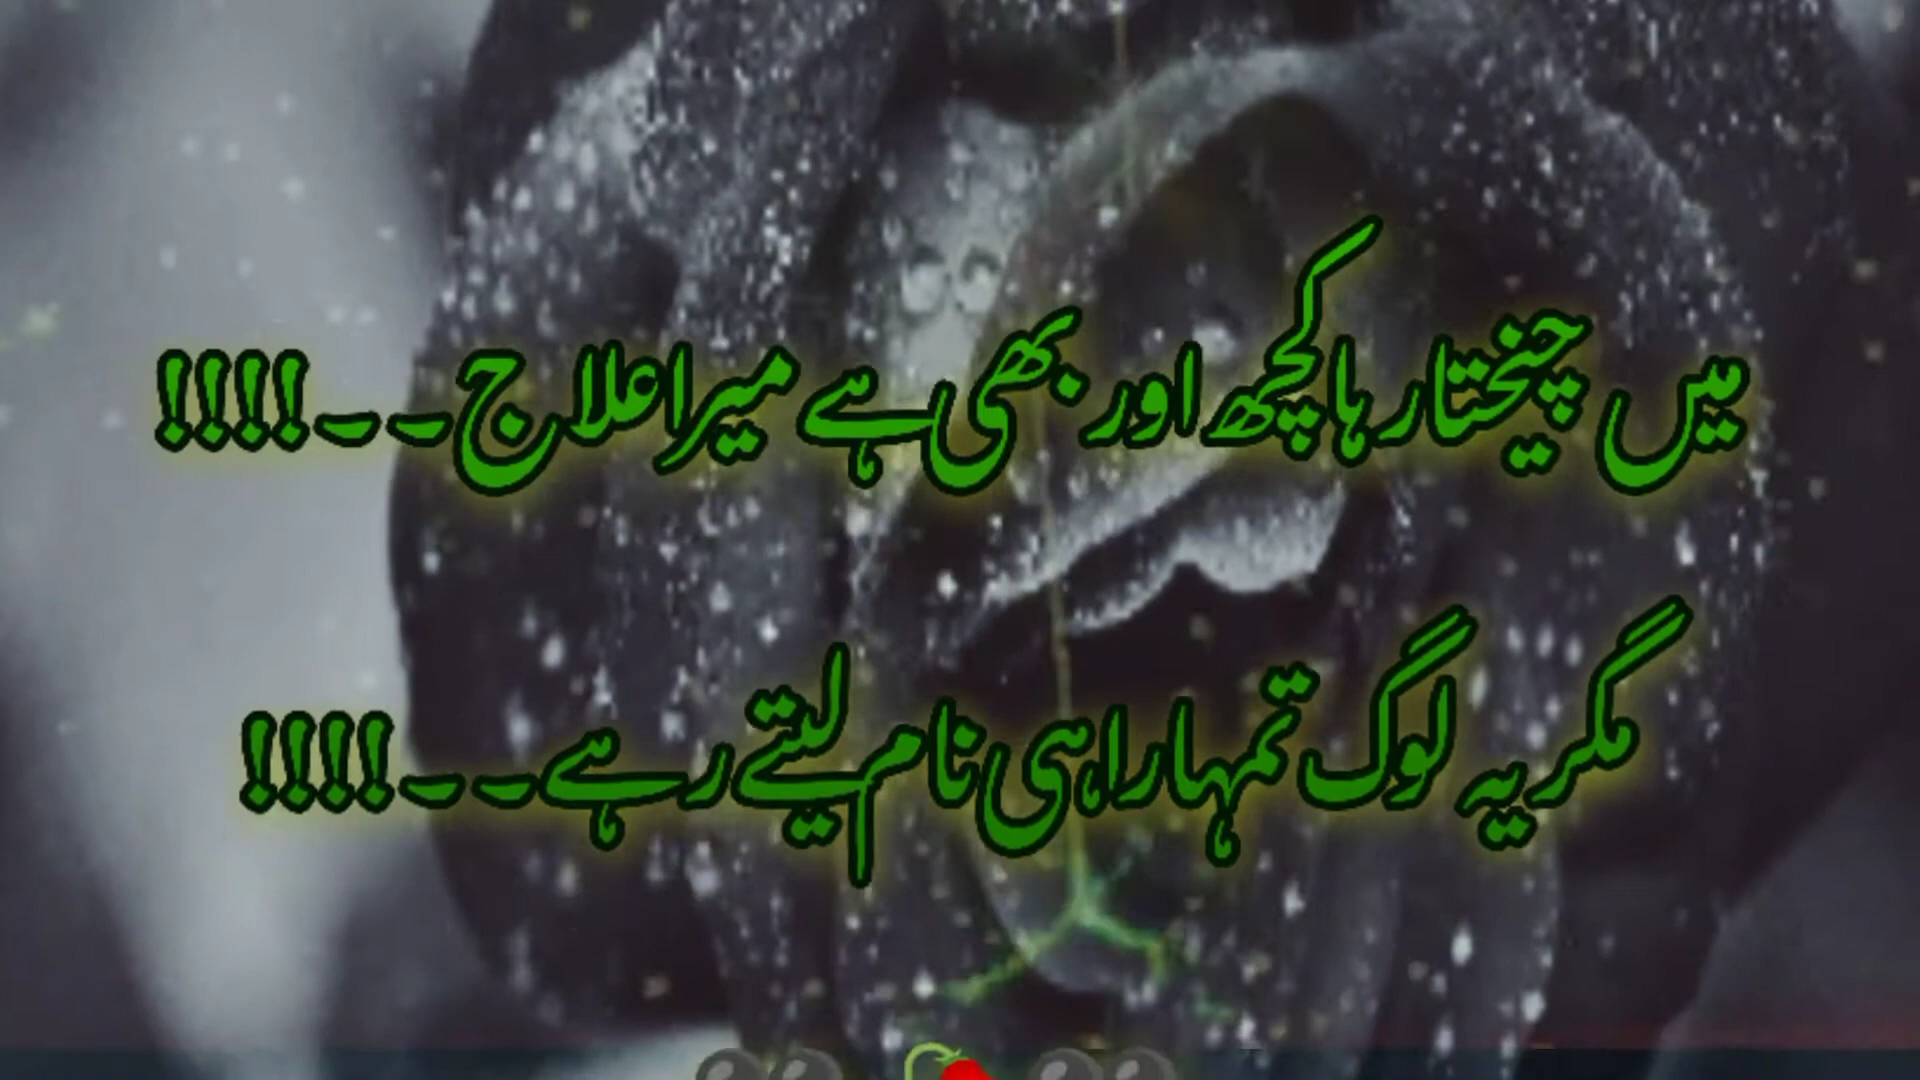 میں چیختا رہا کچھ اور بھی ہے میرا علاج۔۔!!!!
مگر یہ لوگ تمہارا ہی نام لیتے رہے۔۔!!!!